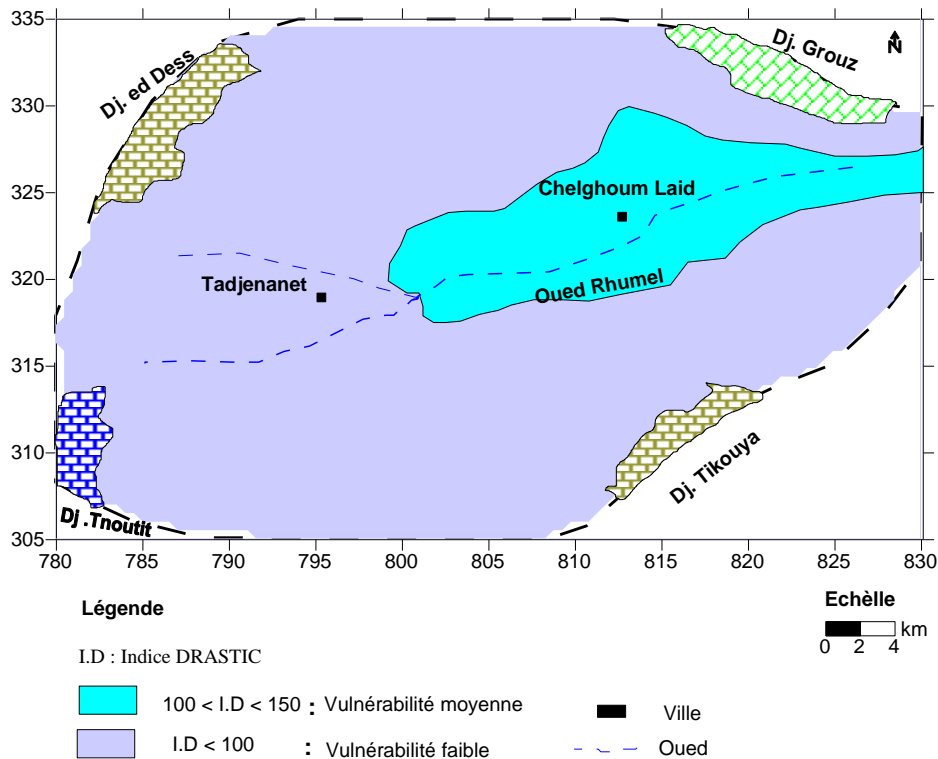 335
330
325
320
315
310
305
Dj. ed Dess
Dj. Grouz
N
Chelghoum Laid
Tadjenanet
Oued Rhumel
Dj. Tikouya
Dj .Tnoutit
780 785 790 795 800 805 810 815 820 825 830
Légende
Echèlle
km
0 2 4
I.D : Indice DRASTIC
100 < I.D < 150 : Vulnérabilité moyenne
Ville
I.D < 100 : Vulnérabilité faible
Oued